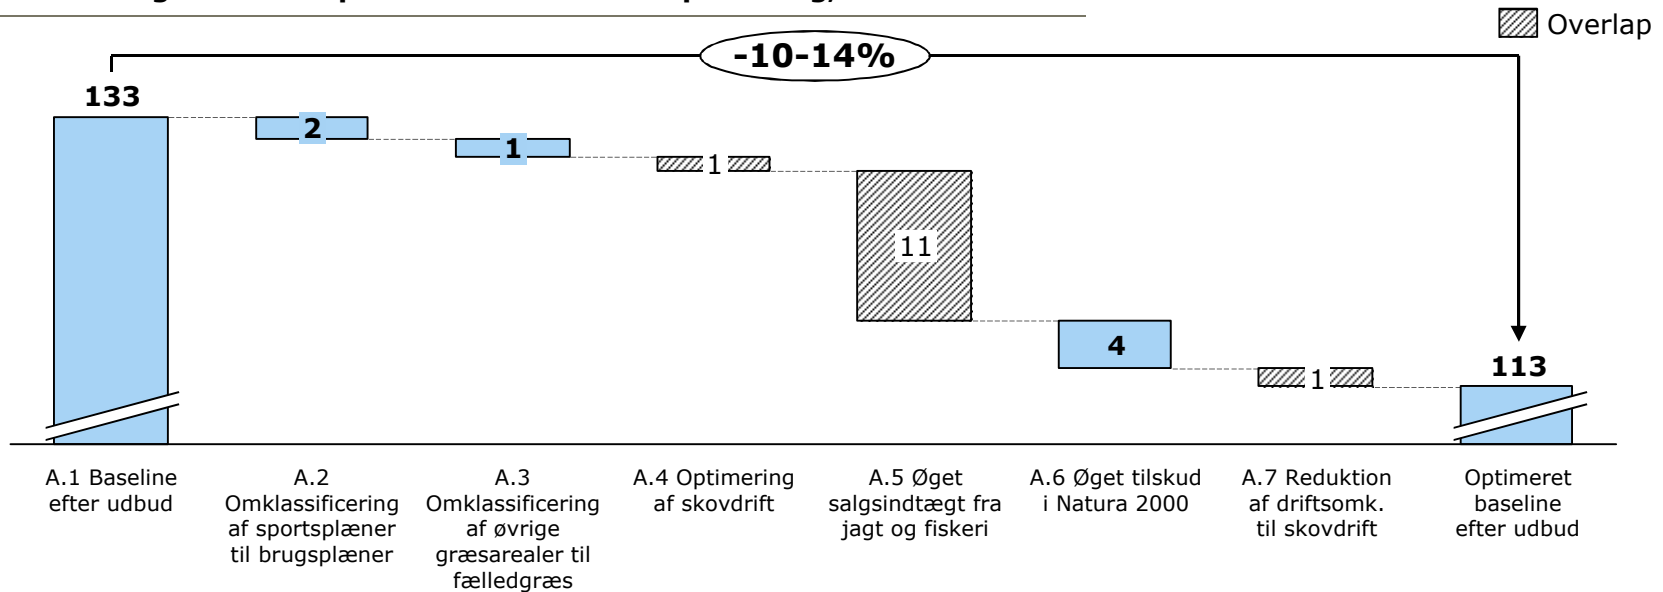 Overlap
-10-14%
133
2
1
1
11
4
1
113
A.1 Baseline
efter udbud
A.2
Omklassificering
af sportsplæner
til brugsplæner
A.3
Omklassificering
af øvrige
græsarealer til
fælledgræs
A.4 Optimering
af skovdrift
A.5 Øget
salgsindtægt fra
jagt og fiskeri
A.6 Øget tilskud
i Natura 2000
A.7 Reduktion
af driftsomk.
til skovdrift
Optimeret
baseline
efter udbud